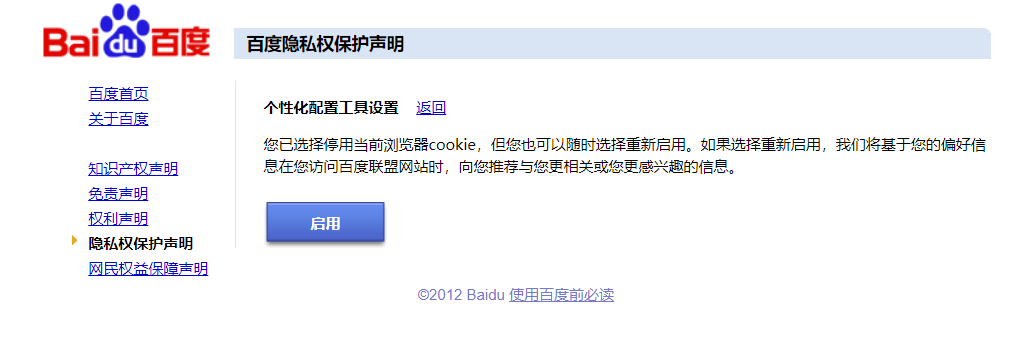 Baidu百度
百度隐私权保护声明
百度首页
关于百度
知识产权声明
免责声明
权利声明
隐私权保护声明
网民权益保障声明
个性化配置工具设置 返回
您已选择停用当前浏览器cookie，但您也可以随时选择重新启用。如果选择重新启用，我们将基于您的偏好信
息在您访问百度联盟网站时，向您推荐与您更相关或您更感兴趣的信息。
启用
©2012 Baidu 使用百度前必读